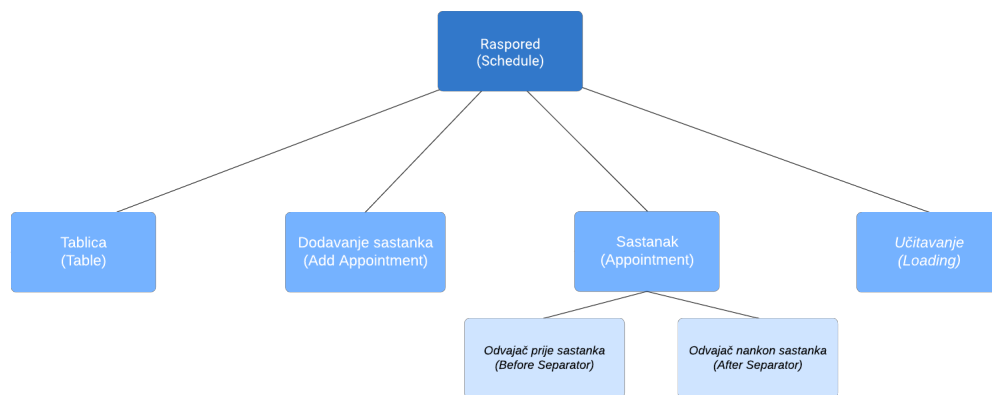 Raspored
(Schedule)
Tablica
(Table)
Dodavanje sastanka
(Add Appointment)
Sastanak
(Appointment)
Učitavanje
(Loading)
Odvajač prije sastanka
(Before Separator)
Odvajač nankon sastanka
(After Separator)